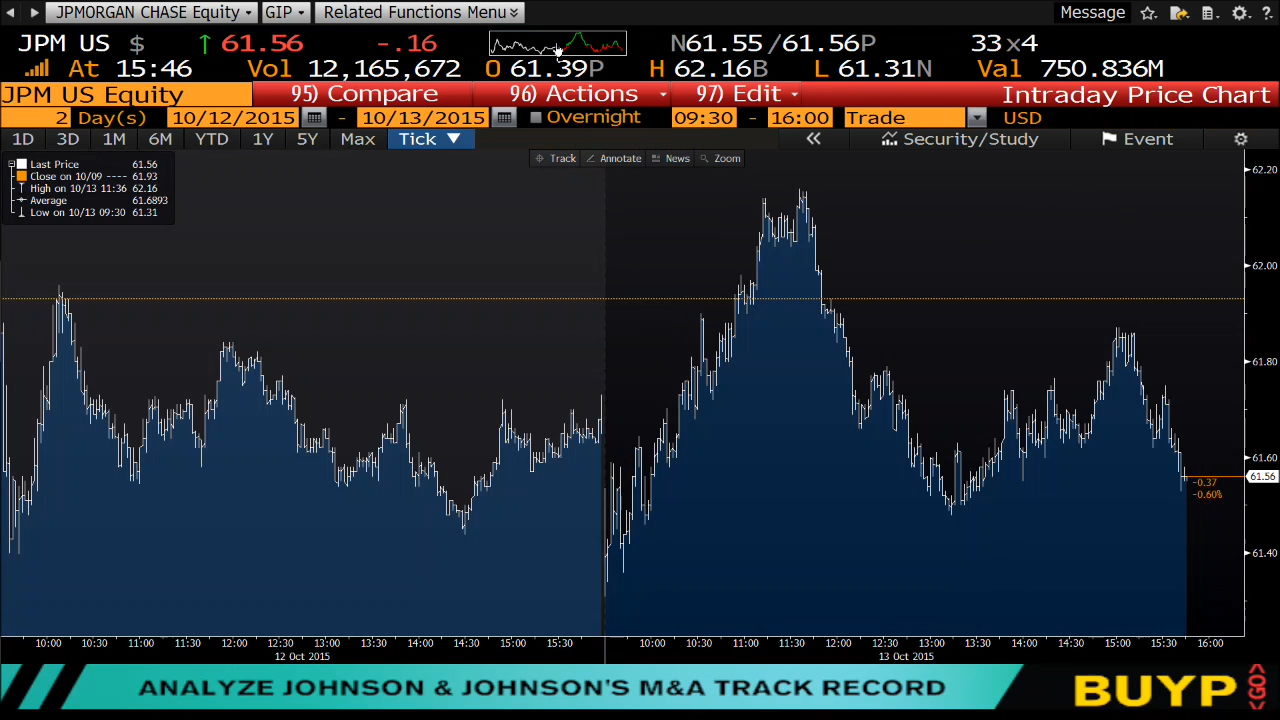 JPMORGAN CHASE Equity GIP Related Functions Menu Message
JPM US $ 61.56 -.16 N61.55 /61.56P 33x4
At 15:46 Vol 12,165,672 O 61.39P H 62.16B L 61.31N Val 750.836M
JPM US Equity 95) Compare 96) Actions 97) Edit Intraday Price Chart
2 Day(s) 10/12/2015 - 10/13/2015 Overnight 09:30 - 16:00 Trade USD
1D 3D 1M 6M YTD 1Y 5Y Max Tick Security/Study Event
Track Annotate News Zoom
Last Price 61.56
Close on 10/09 ---- 61.93
High on 10/13 11:36 62.16
Average 61.6893
Low on 10/13 09:30 61.31
62.20
62.00
61.80
61.60
61.56
-0.37
-0.60%
61.40
10:00 10:30 11:00 11:30 12:00 12:30 13:00 13:30 14:00 14:30 15:00 15:30 10:00 10:30 11:00 11:30 12:00 12:30 13:00 13:30 14:00 14:30 15:00 15:30 16:00
12 Oct 2015 13 Oct 2015
ANALYZE JOHNSON & JOHNSON'S M&A TRACK RECORD BUYP <GO>